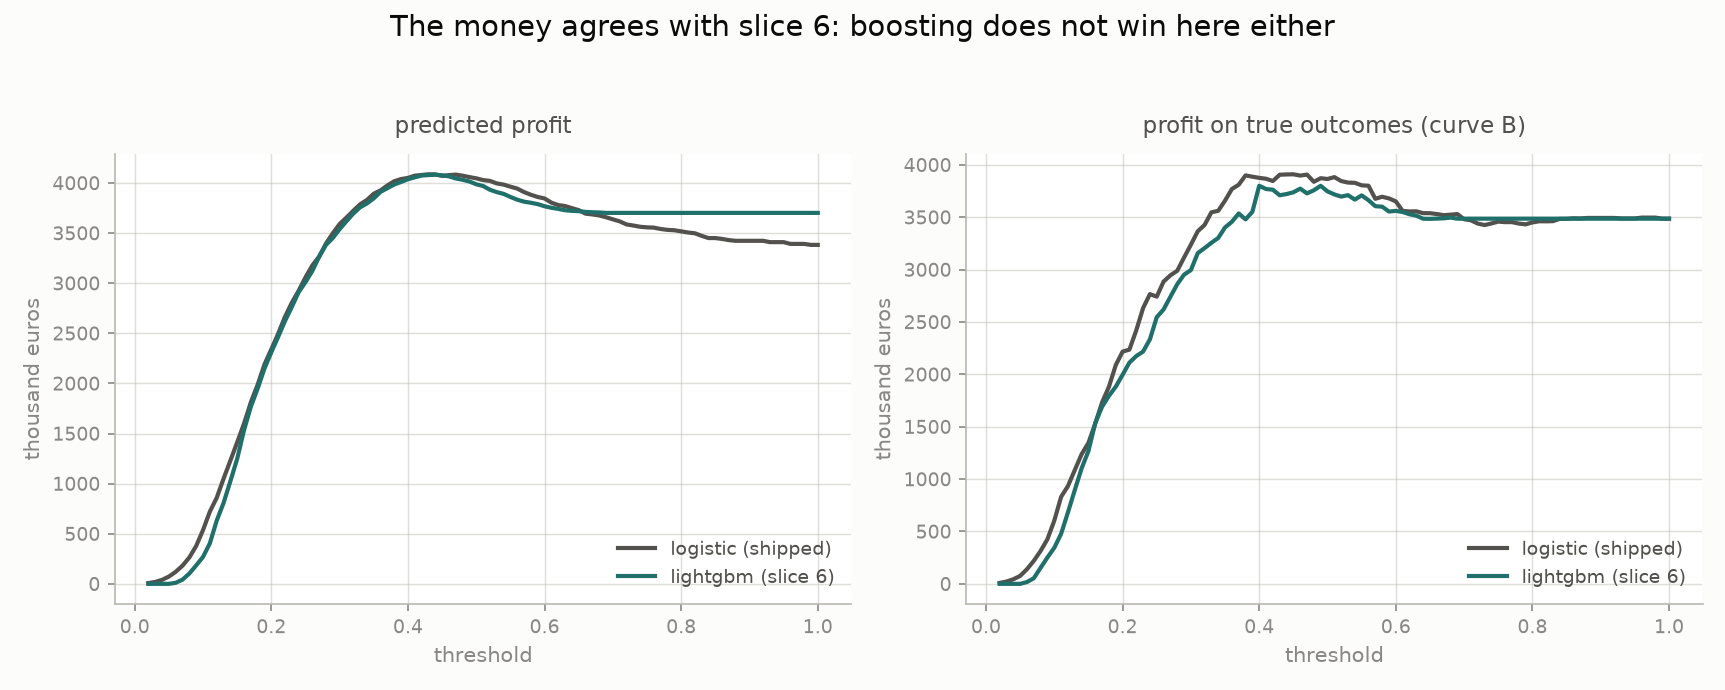 The money agrees with slice 6: boosting does not win here either
predicted profit
thousand euros
4000
3500
3000
2500
2000
1500
1000
500
0
0.0 0.2 0.4 0.6 0.8 1.0
threshold
logistic (shipped)
lightgbm (slice 6)
profit on true outcomes (curve B)
thousand euros
4000
3500
3000
2500
2000
1500
1000
500
0
0.0 0.2 0.4 0.6 0.8 1.0
threshold
logistic (shipped)
lightgbm (slice 6)